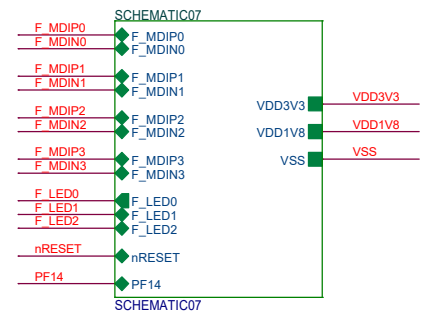 SCHEMATIC07
F_MDIP0 F_MDIP0
F_MDIN0 F_MDIN0
F_MDIP1 F_MDIP1
F_MDIN1 F_MDIN1
VDD3V3 VDD3V3
F_MDIP2 F_MDIP2
F_MDIN2 F_MDIN2
VDD1V8 VDD1V8
F_MDIP3 F_MDIP3
VSS VSS
F_MDIN3 F_MDIN3
F_LED0 F_LED0
F_LED1 F_LED1
F_LED2 F_LED2
nRESET nRESET
PF14 PF14
SCHEMATIC07